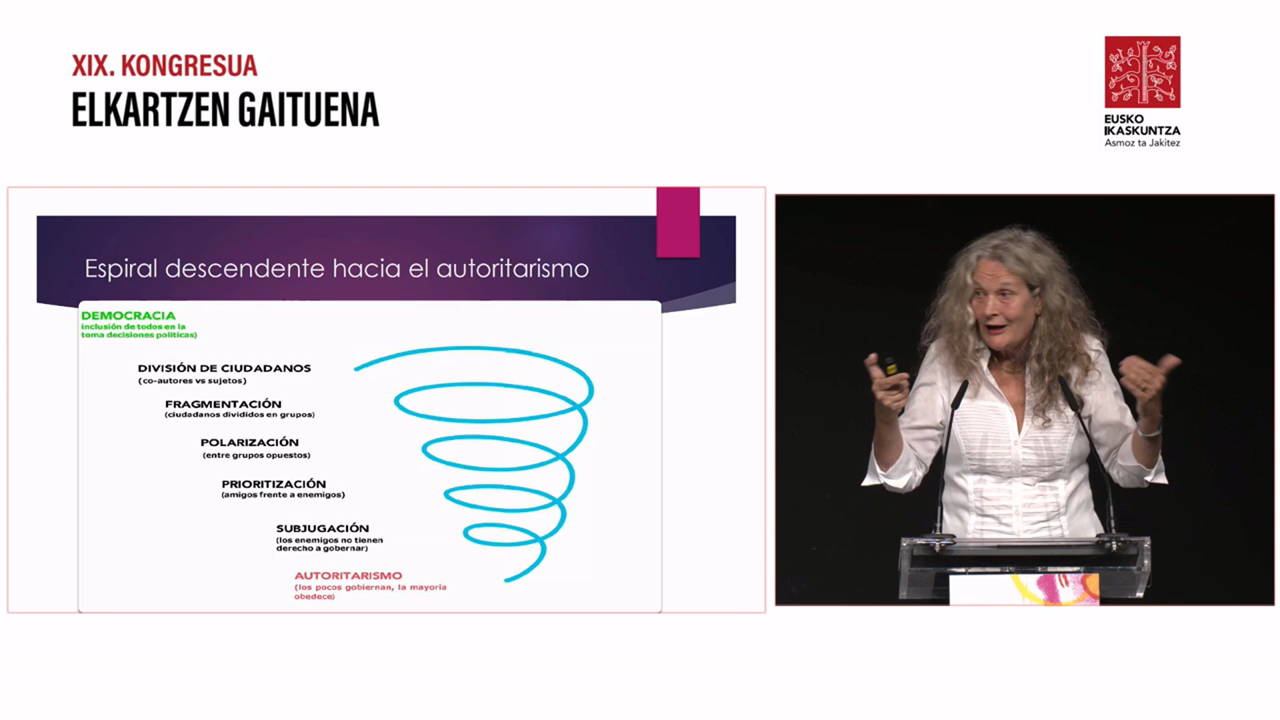 XIX. KONGRESUA
ELKARTZEN GAITUENA
EUSKO
IKASKUNTZA
Asmoz ta Jakitez
Espiral descendente hacia el autoritarismo
DEMOCRACIA
inclusión de todos en la
toma decisiones políticas)
DIVISIÓN DE CIUDADANOS
(co-autores vs sujetos)
FRAGMENTACIÓN
(ciudadanos divididos en grupos)
POLARIZACIÓN
(entre grupos opuestos)
PRIORITIZACIÓN
(amigos frente a enemigos)
SUBJUGACIÓN
(los enemigos no tienen
derecho a gobernar)
AUTORITARISMO
(los pocos gobiernan, la mayoría
obedece)